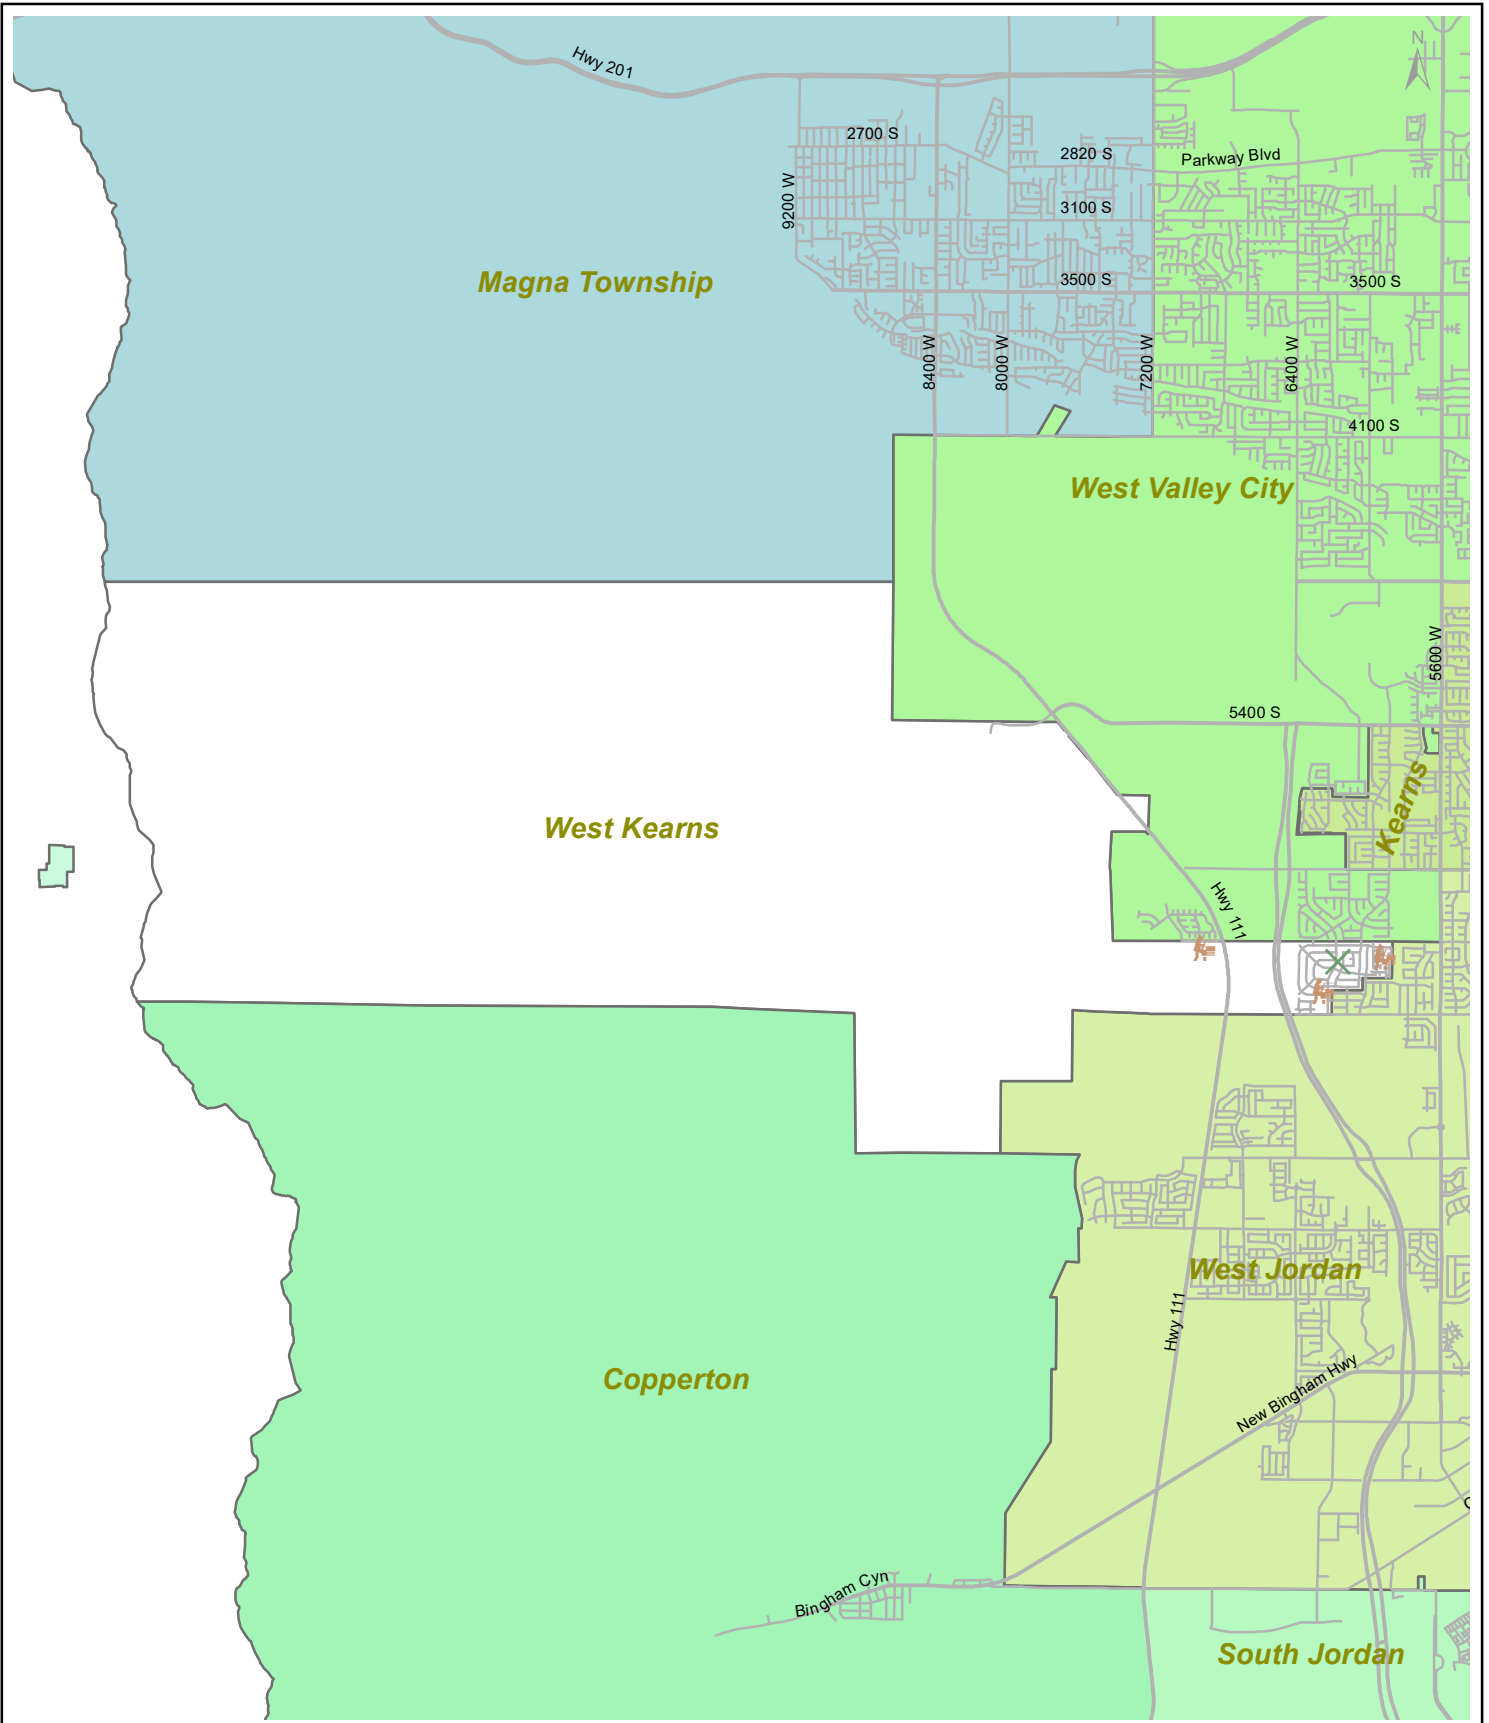 N
Hwy 201
2700 S
2820 S
Parkway Blvd
9200 W
3100 S
Magna Township
3500 S
3500 S
8400 W
8000 W
7200 W
6400 W
4100 S
West Valley City
5600 W
5400 S
Kearns
West Kearns
Hwy 111
West Jordan
Hwy 111
Copperton
New Bingham Hwy
Bingham Cyn
South Jordan